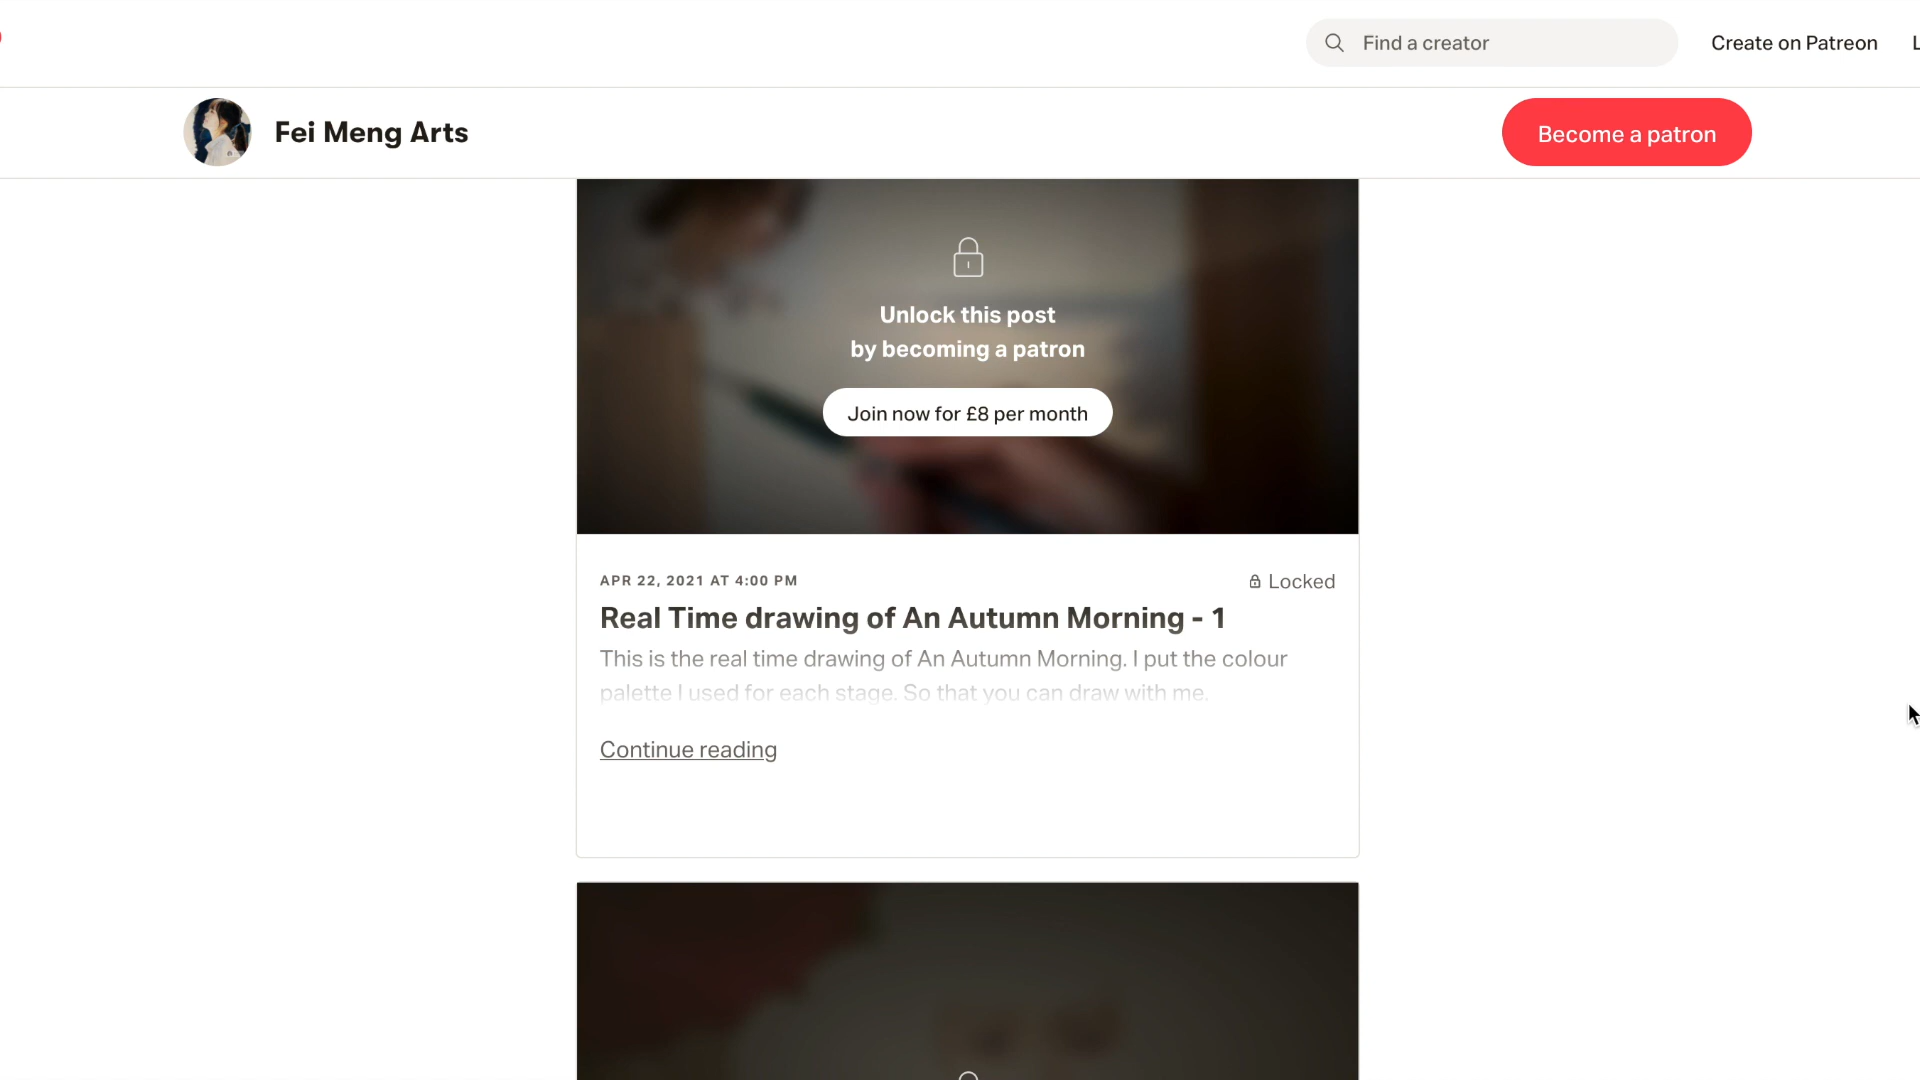 Find a creator
Create on Patreon
Fei Meng Arts
Become a patron
Unlock this post
by becoming a patron
Join now for £8 per month
APR 22, 2021 AT 4:00 PM
Locked
Real Time drawing of An Autumn Morning - 1
This is the real time drawing of An Autumn Morning. I put the colour
palette I used for each stage. So that you can draw with me.
Continue reading